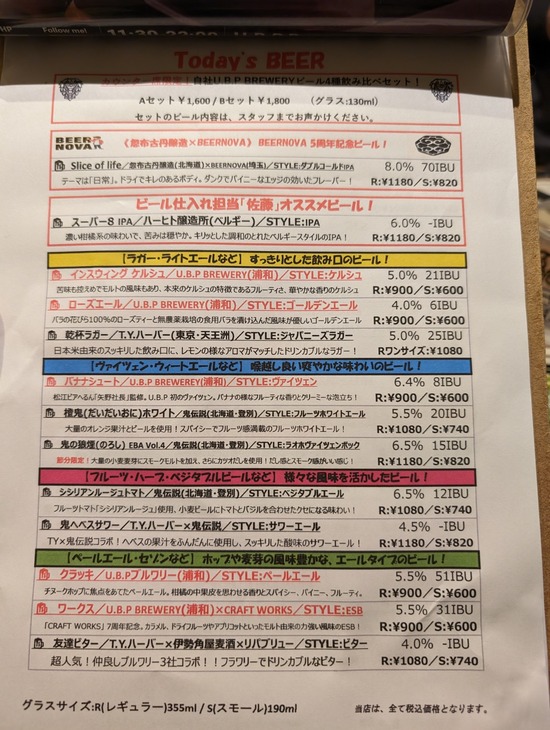 HP
Follow me!
11:30-22:00
U.B.P
Today's BEER
自社U.B.P BREWERYビール4種飲み比べセット！
Aセット￥1,600 / Bセット￥1,800 （グラス:130ml）
セットのビール内容は、スタッフまでお声かけください。
BEER NOVA
《忽布古丹醸造×BEERNOVA》 BEERNOVA 5周年記念ビール！
Slice of life／忽布古丹醸造(北海道)×BEERNOVA(埼玉)／STYLE:ダブルコールドIPA 8.0% 70IBU
テーマは「日常」。ドライでキレのあるボディ。ダンクでパイニーなエッジの効いたフレーバー！ R:¥1180／S:¥820
ビール仕入れ担当「佐藤」オススメビール！
スーパー8 IPA／ハーヒト醸造所(ベルギー)／STYLE:IPA 6.0% -IBU
濃い柑橘系の味わいで、苦みは穏やか。キリッとした調和のとれたベルギースタイルのIPA！ R:¥1180／S:¥820
【ラガー・ライトエールなど】 すっきりとした飲み口のビール！
インスウィング ケルシュ／U.B.P BREWERY(浦和)／STYLE:ケルシュ 5.0% 21IBU
苦味も控えめでモルトの風味もあり、本来のケルシュの特徴であるフルーティさ、華やかな香りのケルシュ R:¥900／S:¥600
ローズエール／U.B.P BREWERY(浦和)／STYLE:ゴールデンエール 4.0% 6IBU
バラの花びら100%のローズティーと無農薬栽培の食用バラを漬け込んだ風味が優しいゴールデンエール R:¥900／S:¥600
乾杯ラガー／T.Y.ハーバー(東京・天王洲)／STYLE:ジャパニーズラガー 5.0% 25IBU
日本米由来のスッキリした飲み口に、レモンの様なアロマがマッチしたドリンカブルなラガー！ Rワンサイズ:¥1080
【ヴァイツェン・ウィートエールなど】 喉越し良い爽やかな味わいのビール！
バナナシュート／U.B.P BREWEREY(浦和)／STYLE:ヴァイツェン 6.4% 8IBU
松江ビアへるん「矢野社長」監修。U.B.P 初のヴァイツェン。バナナの様なフルーティな香りとクリーミーな泡立ち！ R:¥900／S:¥600
橙鬼(だいだいおに)ホワイト／鬼伝説(北海道・登別)／STYLE:フルーツホワイトエール 5.5% 20IBU
大量のオレンジ果汁とピールを使用！スパイシーでフルーツ感満載のフルーツホワイト！ R:¥1080／S:¥740
鬼の狼煙(のろし) EBA Vol.4／鬼伝説(北海道・登別)／STYLE:ラオホヴァイツェンボック 6.5% 15IBU
大量の小麦麦芽にスモークモルトを加え、さらにカツオだしを使用！だし感とスモーク感がいい感じ！ R:¥1180／S:¥820
【フルーツ・ハーブ・ベジタブルビールなど】 様々な風味を活かしたビール！
シシリアンルージュトマト／鬼伝説(北海道・登別)／STYLE:ベジタブルエール 6.5% 12IBU
フルーツトマト「シシリアンルージュ」使用、小麦ビールにトマトとバジルを合わせたクセになる味わい！ R:¥1080／S:¥740
鬼ヘベスサワー／T.Y.ハーバー×鬼伝説／STYLE:サワーエール 4.5% -IBU
TY×鬼伝説コラボ！ヘベスの果汁をふんだんに使用し、スッキリした酸味のサワーエール！ R:¥1180／S:¥820
【ペールエール・セゾンなど】 ホップや麦芽の風味豊かな、エールタイプのビール！
クラッキ／U.B.Pブルワリー(浦和)／STYLE:ペールエール 5.5% 51IBU
チヌークホップに焦点をあてたペールエール。柑橘の中果皮を思わせる香りとスパイシー、パイニー、フルーティ。 R:¥900／S:¥600
ワークス／U.B.P BREWERY(浦和)×CRAFT WORKS／STYLE:ESB 5.5% 31IBU
「CRAFT WORKS」7周年記念。カラメル、ドライフルーツやアプリコットといったモルト由来の力強い風味のESB！ R:¥900／S:¥600
友達ビター／T.Y.ハーバー×伊勢角屋麦酒×リパブリュー／STYLE:ビター 4.0% -IBU
超人気！仲良しブルワリー3社コラボ！！フラワリーでドリンカブルなビター！ R:¥1080／S:¥740
グラスサイズ:R(レギュラー)355ml / S(スモール)190ml
当店は、全て税込価格となります。